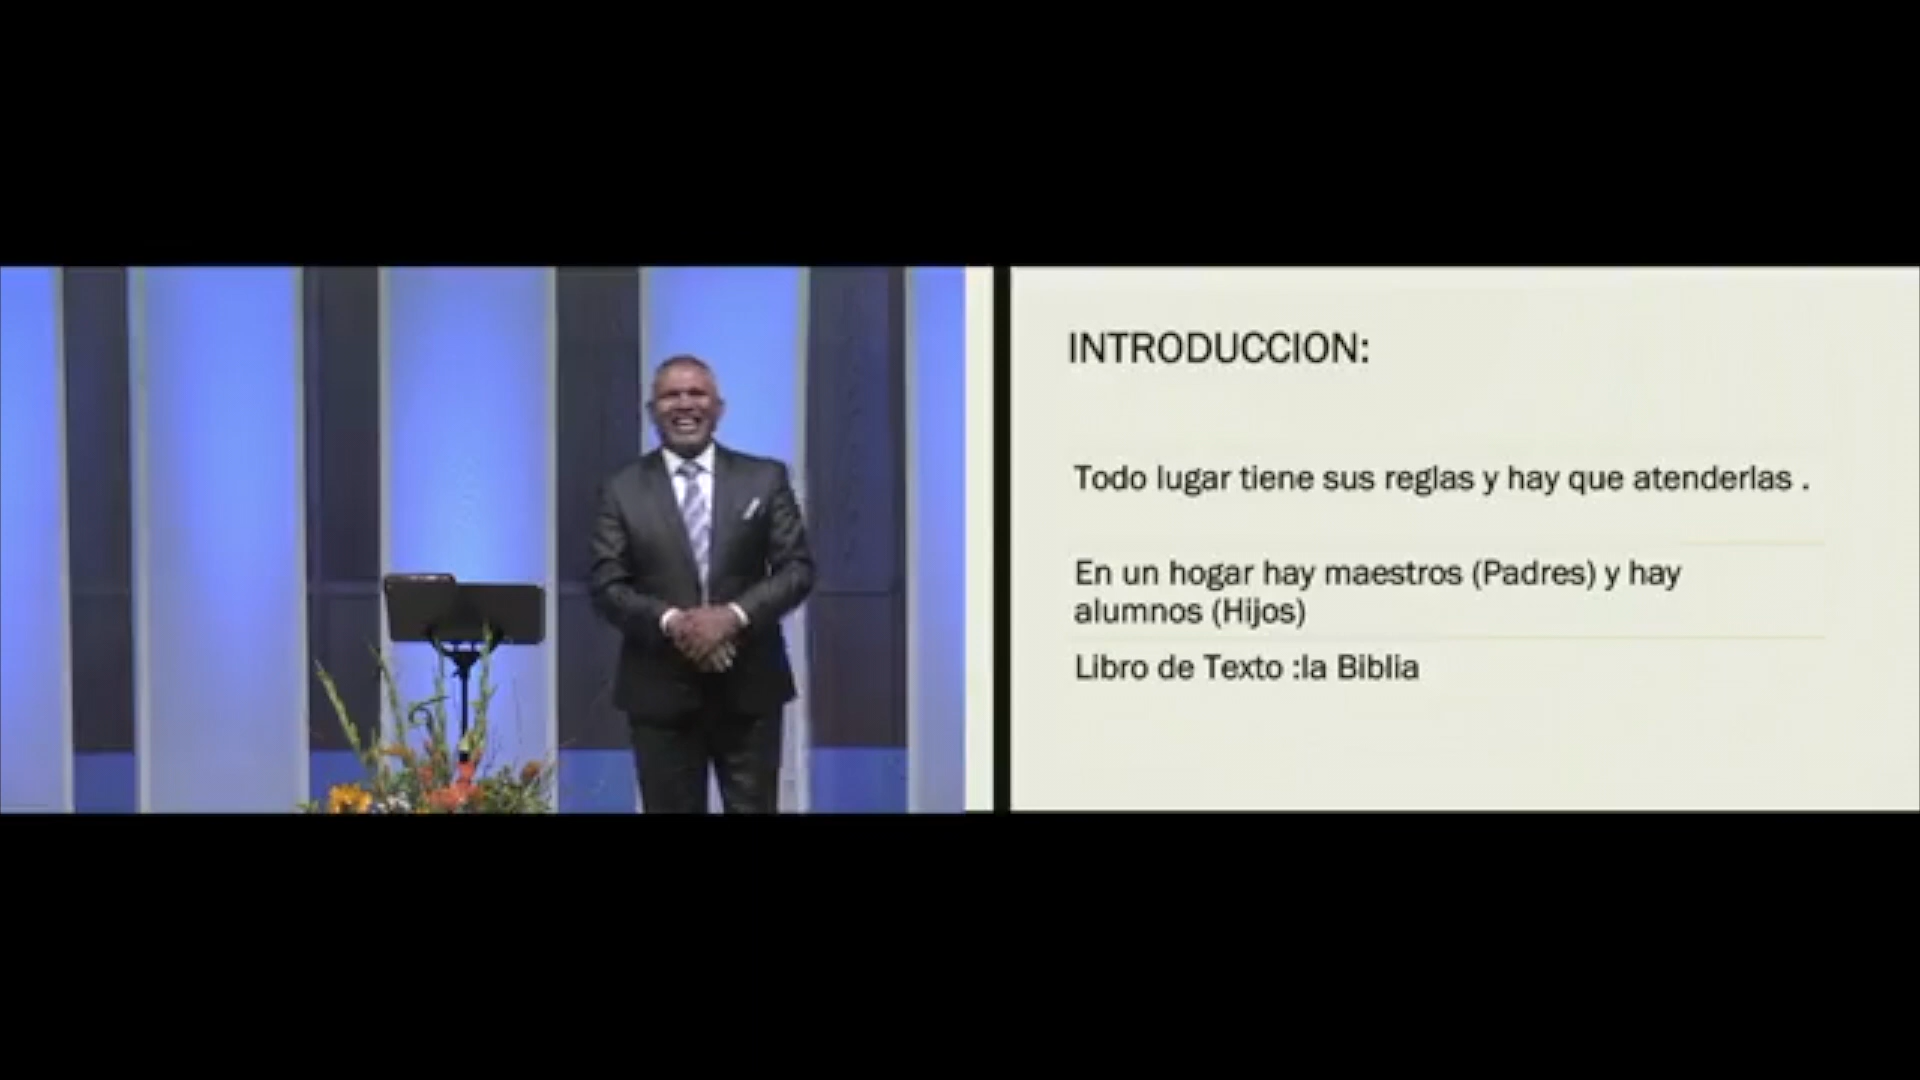 INTRODUCCION:
Todo lugar tiene sus reglas y hay que atenderlas .
En un hogar hay maestros (Padres) y hay
alumnos (Hijos)
Libro de Texto :la Biblia